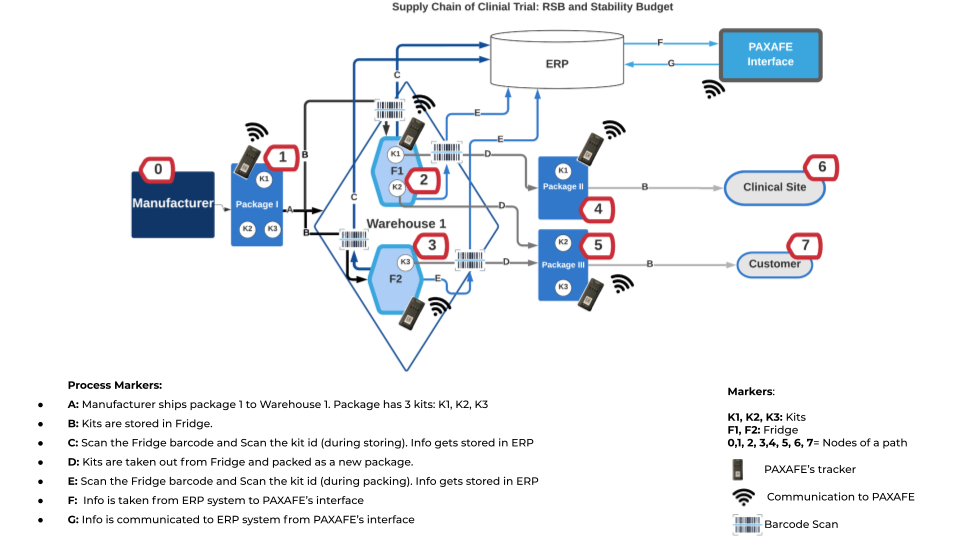 Supply Chain of Clinial Trial: RSB and Stability Budget
ERP
F
G
PAXAFE
Interface
C
E
E
B
0
1
K1
Manufacturer
Package I
K2
K3
A
B
C
K1
F1
2
K2
Warehouse 1
3
K3
F2
E
D
D
D
K1
Package II
4
B
6
Clinical Site
5
K2
Package III
K3
B
7
Customer
Process Markers:
● A: Manufacturer ships package 1 to Warehouse 1. Package has 3 kits: K1, K2, K3
● B: Kits are stored in Fridge.
● C: Scan the Fridge barcode and Scan the kit id (during storing). Info gets stored in ERP
● D: Kits are taken out from Fridge and packed as a new package.
● E: Scan the Fridge barcode and Scan the kit id (during packing). Info gets stored in ERP
● F: Info is taken from ERP system to PAXAFE's interface
● G: Info is communicated to ERP system from PAXAFE's interface
Markers:
K1, K2, K3: Kits
F1, F2: Fridge
0,1, 2, 3,4, 5, 6, 7= Nodes of a path
PAXAFE's tracker
Communication to PAXAFE
Barcode Scan